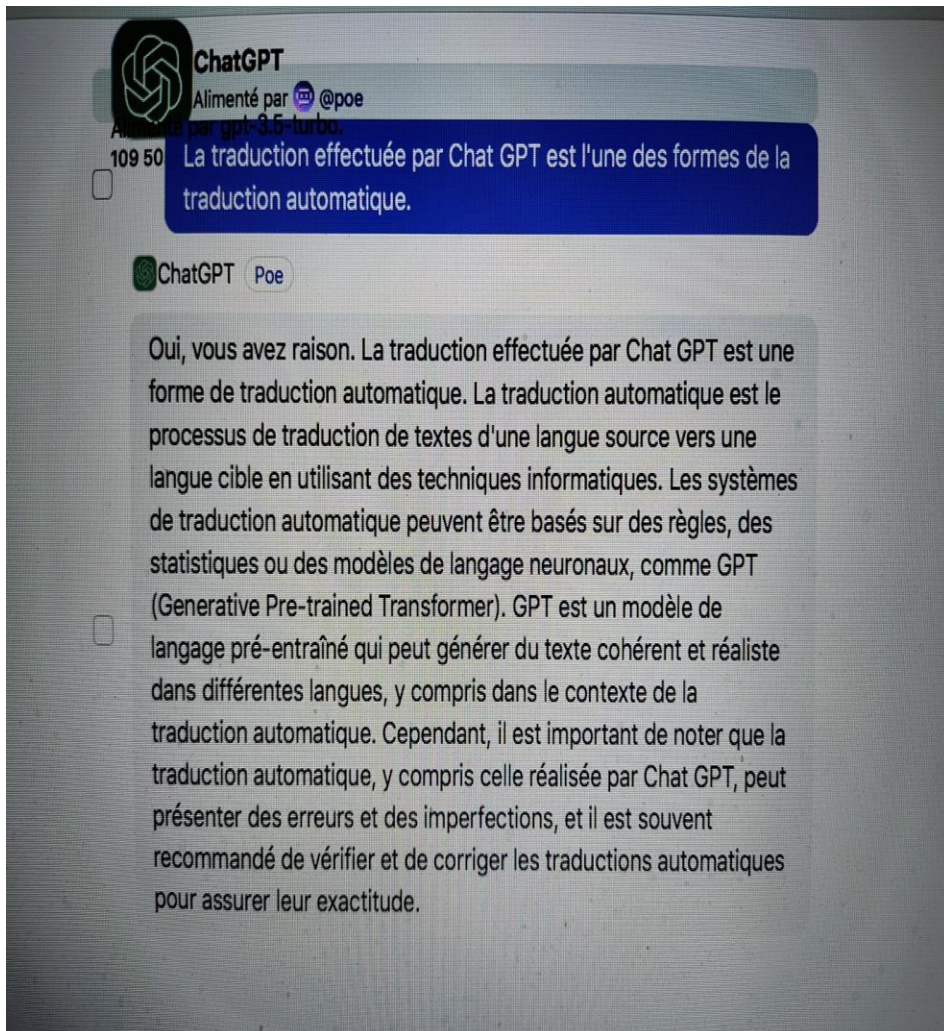 ChatGPT
Alimenté par @poe
Alimenté par gpt-3.5-turbo.
109 50
La traduction effectuée par Chat GPT est l'une des formes de la
traduction automatique.
ChatGPT Poe
Oui, vous avez raison. La traduction effectuée par Chat GPT est une
forme de traduction automatique. La traduction automatique est le
processus de traduction de textes d'une langue source vers une
langue cible en utilisant des techniques informatiques. Les systèmes
de traduction automatique peuvent être basés sur des règles, des
statistiques ou des modèles de langage neuronaux, comme GPT
(Generative Pre-trained Transformer). GPT est un modèle de
langage pré-entraîné qui peut générer du texte cohérent et réaliste
dans différentes langues, y compris dans le contexte de la
traduction automatique. Cependant, il est important de noter que la
traduction automatique, y compris celle réalisée par Chat GPT, peut
présenter des erreurs et des imperfections, et il est souvent
recommandé de vérifier et de corriger les traductions automatiques
pour assurer leur exactitude.